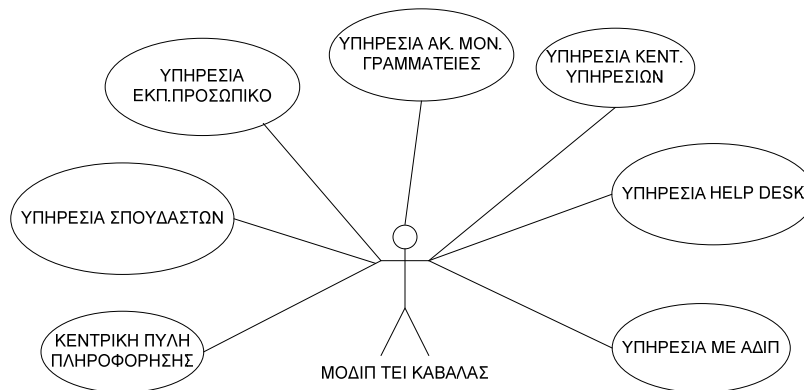 ΥΠΗΡΕΣΙΑ ΑΚ. ΜΟΝ.
ΓΡΑΜΜΑΤΕΙΕΣ
ΥΠΗΡΕΣΙΑ ΚΕΝΤ.
ΥΠΗΡΕΣΙΩΝ
ΥΠΗΡΕΣΙΑ
ΕΚΠ.ΠΡΟΣΩΠΙΚΟ
ΥΠΗΡΕΣΙΑ HELP DESK
ΥΠΗΡΕΣΙΑ ΣΠΟΥΔΑΣΤΩΝ
ΚΕΝΤΡΙΚΗ ΠΥΛΗ
ΠΛΗΡΟΦΟΡΗΣΗΣ
ΥΠΗΡΕΣΙΑ ΜΕ ΑΔΙΠ
ΜΟΔΙΠ ΤΕΙ ΚΑΒΑΛΑΣ